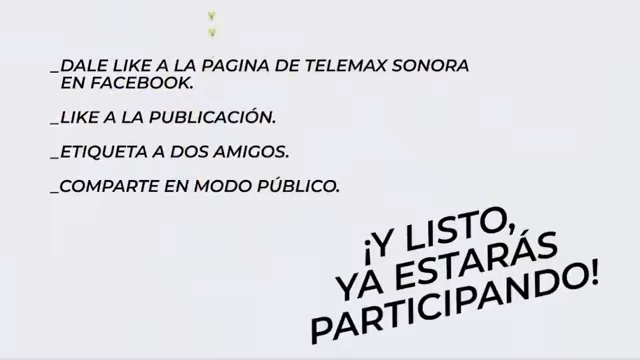 _DALE LIKE A LA PAGINA DE TELEMAX SONORA
EN FACEBOOK.
_LIKE A LA PUBLICACIÓN.
_ETIQUETA A DOS AMIGOS.
_COMPARTE EN MODO PÚBLICO.
¡Y LISTO,
YA ESTARÁS
PARTICIPANDO!